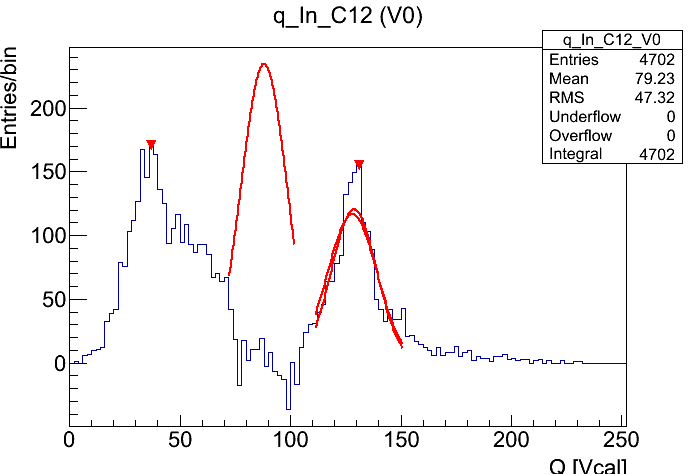 q_In_C12 (V0)
q_In_C12_V0
Entries 4702
Mean 79.23
RMS 47.32
Underflow 0
Overflow 0
Integral 4702
Entries/bin
200
150
100
50
0
0 50 100 150 200 250
Q [Vcal]